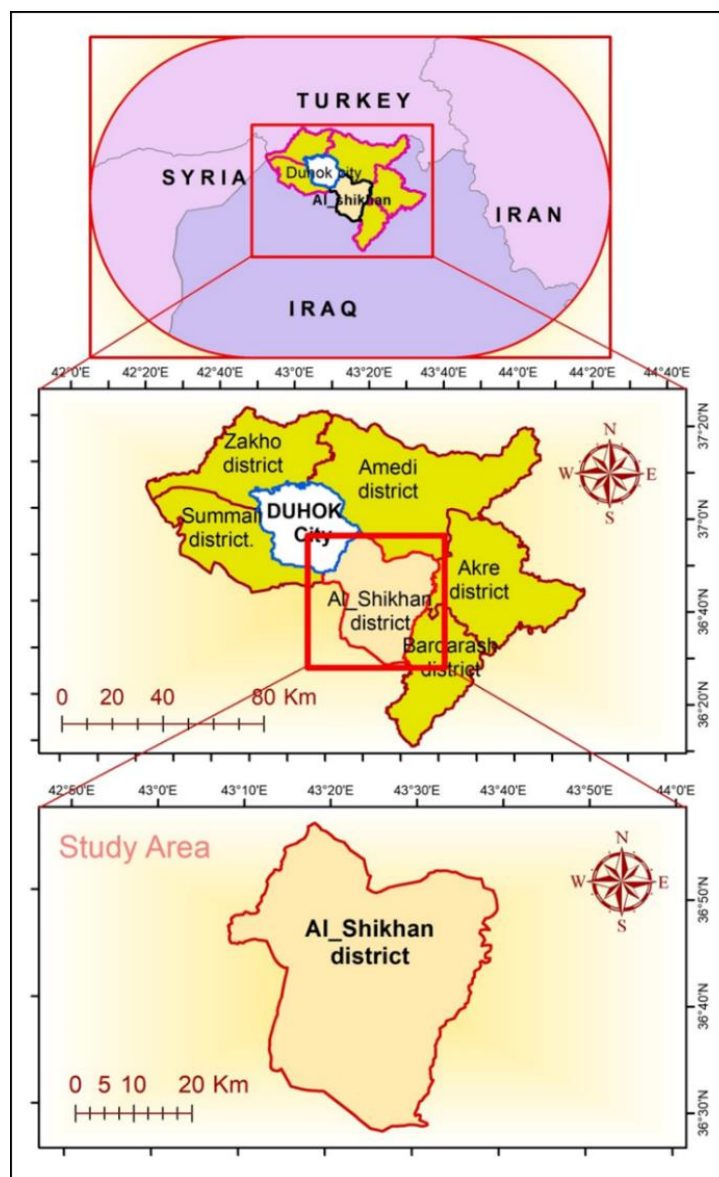 TURKEY
SYRIA
Duhok city
Al_shikhan
IRAN
IRAQ
42°0'E 42°20'E 42°40'E 43°0'E 43°20'E 43°40'E 44°0'E 44°20'E 44°40'E
37°20'N
37°0'N
36°40'N
36°20'N
Zakho
district
Amedi
district
N
W E
S
Summail
district.
DUHOK
City
Akre
district
Al_Shikhan
district
Bardarash
district
0 20 40 80 Km
42°50'E 43°0'E 43°10'E 43°20'E 43°30'E 43°40'E 43°50'E 44°0'E
Study Area
N
W E
S
36°50'N
36°40'N
36°30'N
Al_Shikhan
district
0 5 10 20 Km